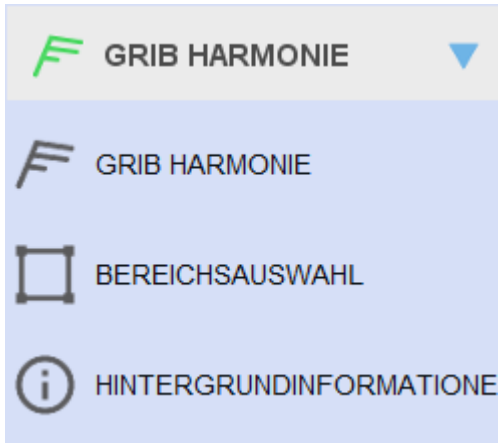 GRIB HARMONIE
GRIB HARMONIE
BEREICHSAUSWAHL
HINTERGRUNDINFORMATIONE